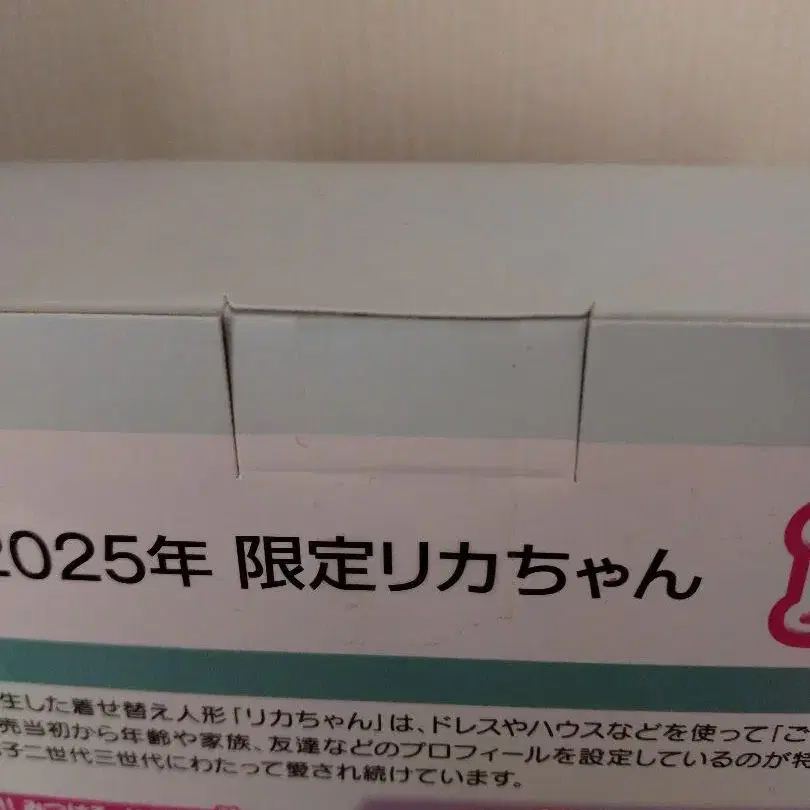 2025年 限定リカちゃん
生した着せ替え人形「リカちゃん」は、ドレスやハウスなどを使って「ご
売当初から年齢や家族、友達などのプロフィールを設定しているのが特
子二世代三世代にわたって愛され続けています。